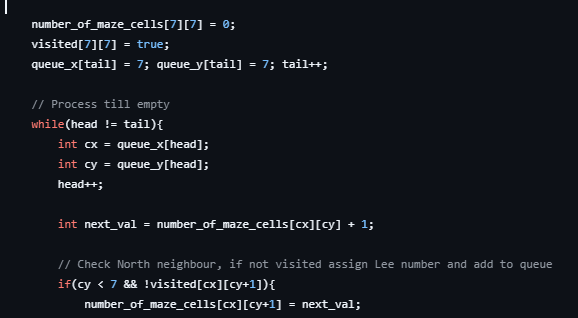 number_of_maze_cells[7][7] = 0;
visited[7][7] = true;
queue_x[tail] = 7; queue_y[tail] = 7; tail++;
// Process till empty
while(head != tail){
int cx = queue_x[head];
int cy = queue_y[head];
head++;
int next_val = number_of_maze_cells[cx][cy] + 1;
// Check North neighbour, if not visited assign Lee number and add to queue
if(cy < 7 && !visited[cx][cy+1]){
number_of_maze_cells[cx][cy+1] = next_val;